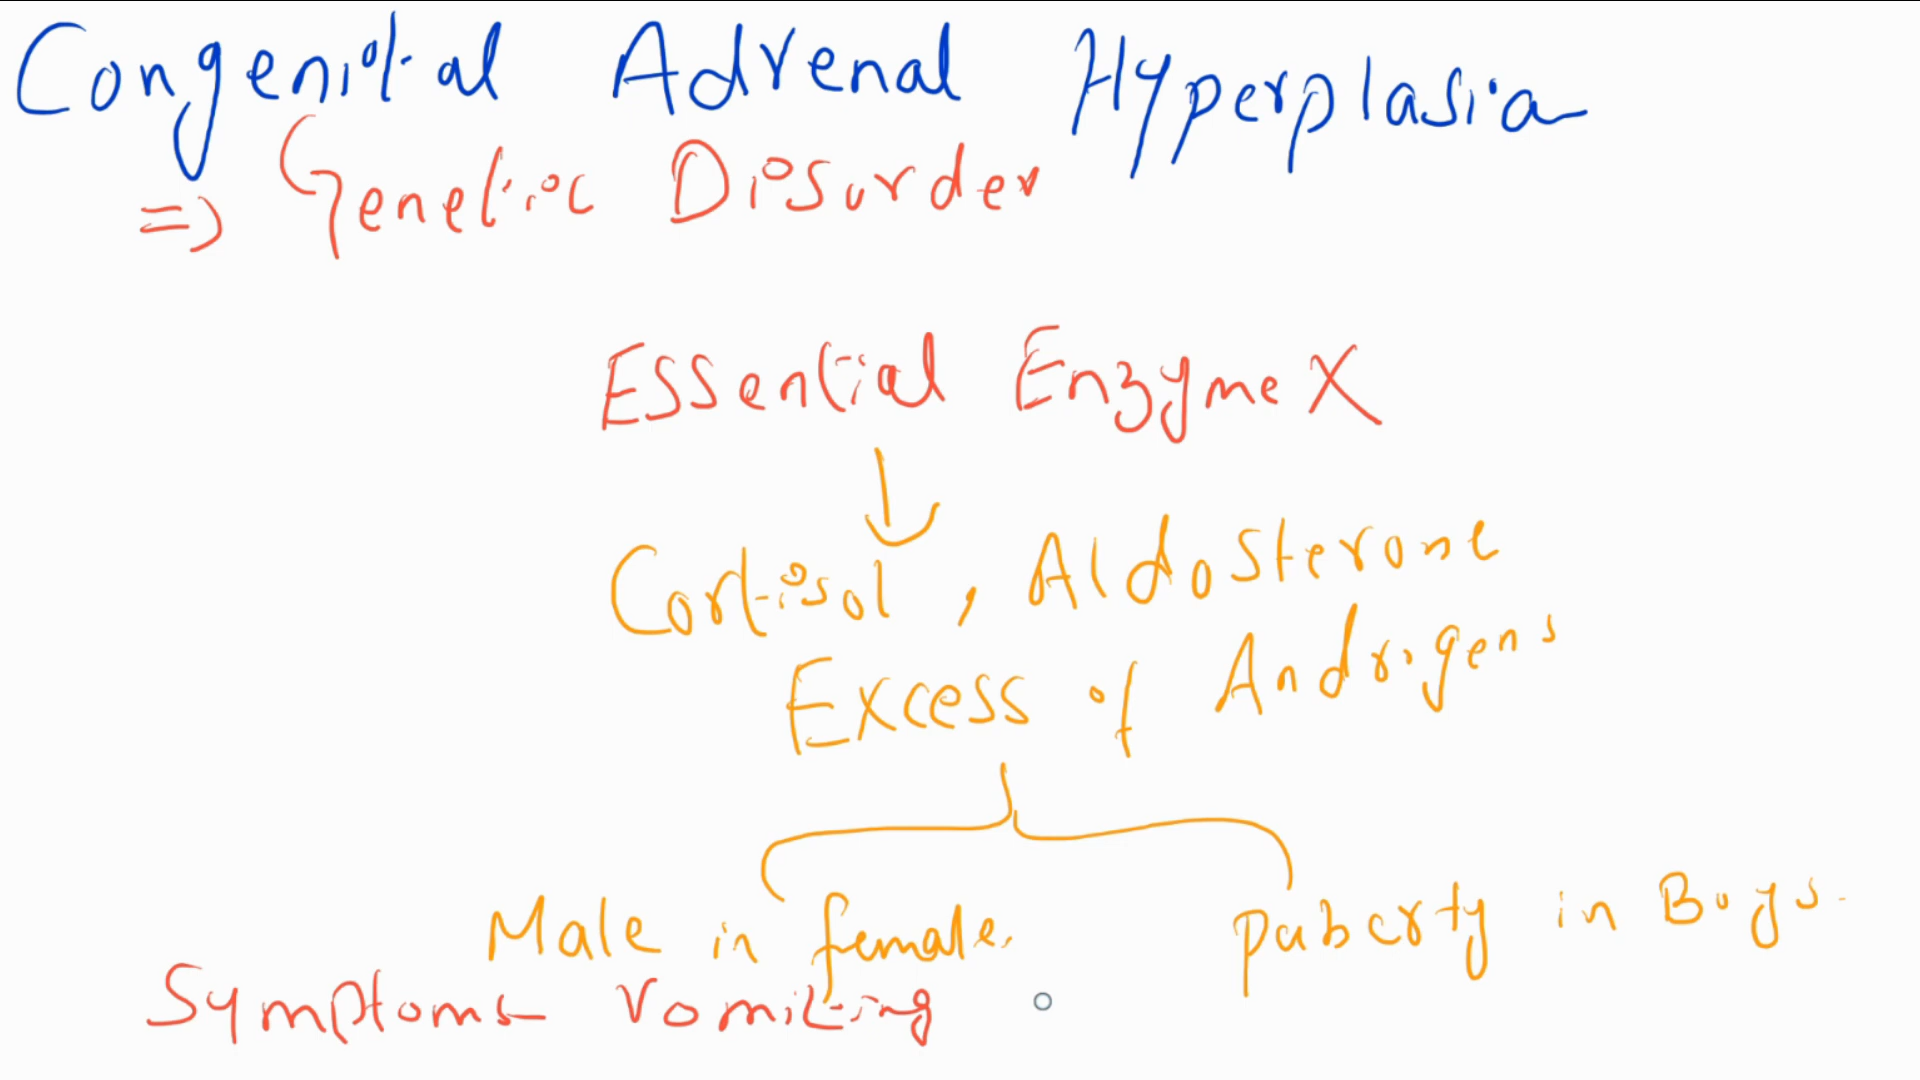 Congenital Adrenal Hyperplasia
=> Genetic Disorder
Essential Enzyme X
Cortisol, Aldosterone
Excess of Androgens
Male in female. Puberty in Boys.
Symptoms - Vomiting